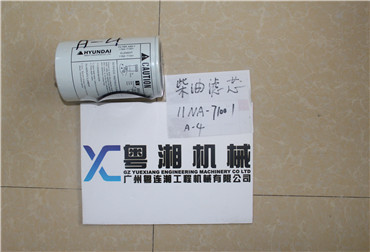 A-4
HYUNDAI
CAUTION
柴油滤芯
11NA-71001
A-4
粤湘机械
GZ YUEXIANG ENGINEERING MACHINERY CO LTD
广州粤连湘工程机械有限公司